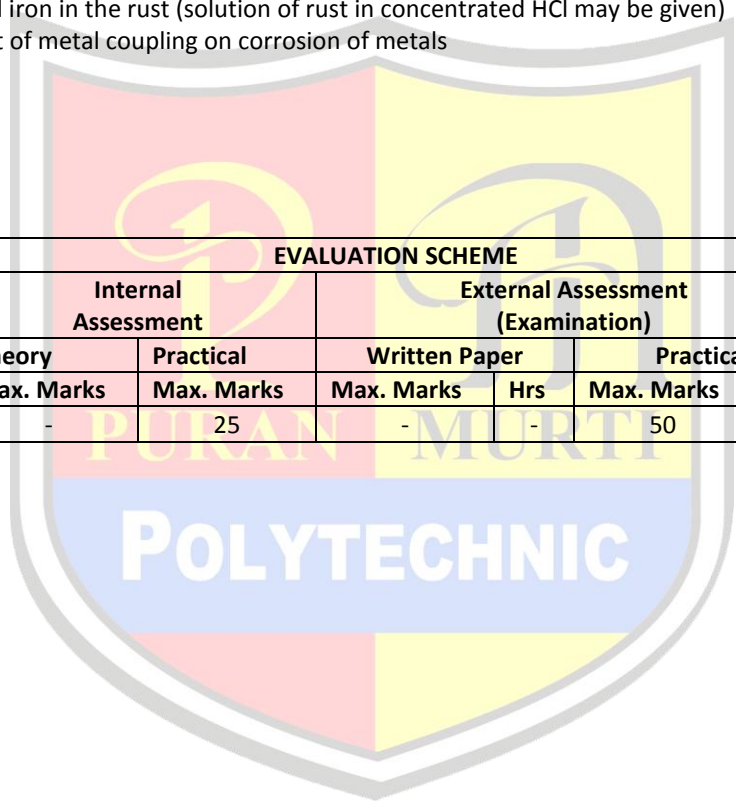 iron in the rust (solution of rust in concentrated HCl may be given)
of metal coupling on corrosion of metals
EVALUATION SCHEME
Internal Assessment
External Assessment (Examination)
Practical
Written Paper
Max. Marks
Max. Marks
Hrs
Max. Marks
-
25
-
-
50
PURAN MURTI
POLYTECHNIC